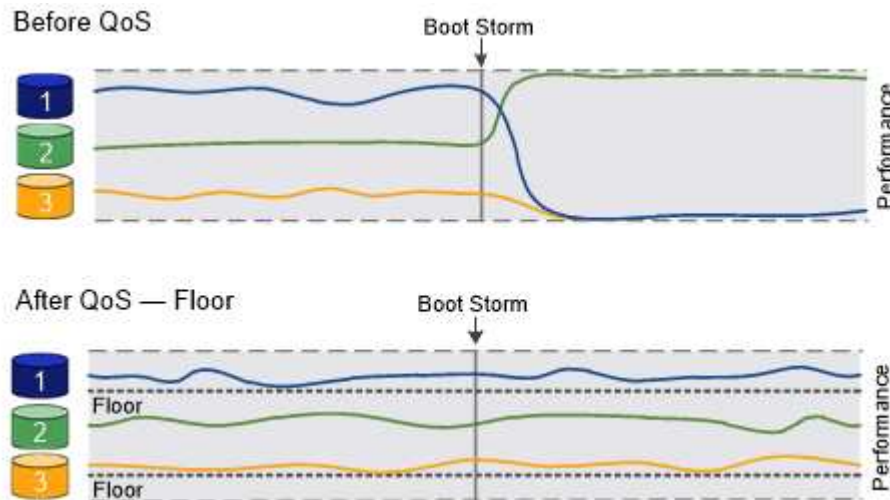 Before QoS
Boot Storm
1
2
3
Performance
After QoS — Floor
Boot Storm
1
Floor
2
3
Floor
Performance